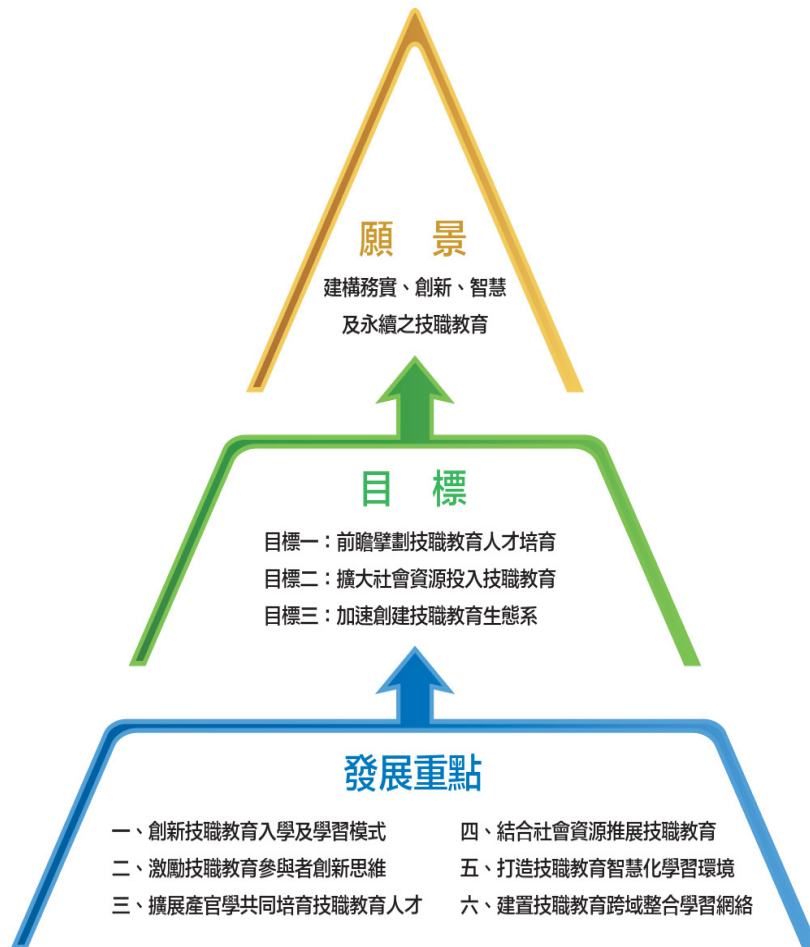 願景
建構務實、創新、智慧
及永續之技職教育
目標
目標一：前瞻擘劃技職教育人才培育
目標二：擴大社會資源投入技職教育
目標三：加速創建技職教育生態系
發展重點
一、創新技職教育入學及學習模式
二、激勵技職教育參與者創新思維
三、擴展產官學共同培育技職教育人才
四、結合社會資源推展技職教育
五、打造技職教育智慧化學習環境
六、建置技職教育跨域整合學習網絡